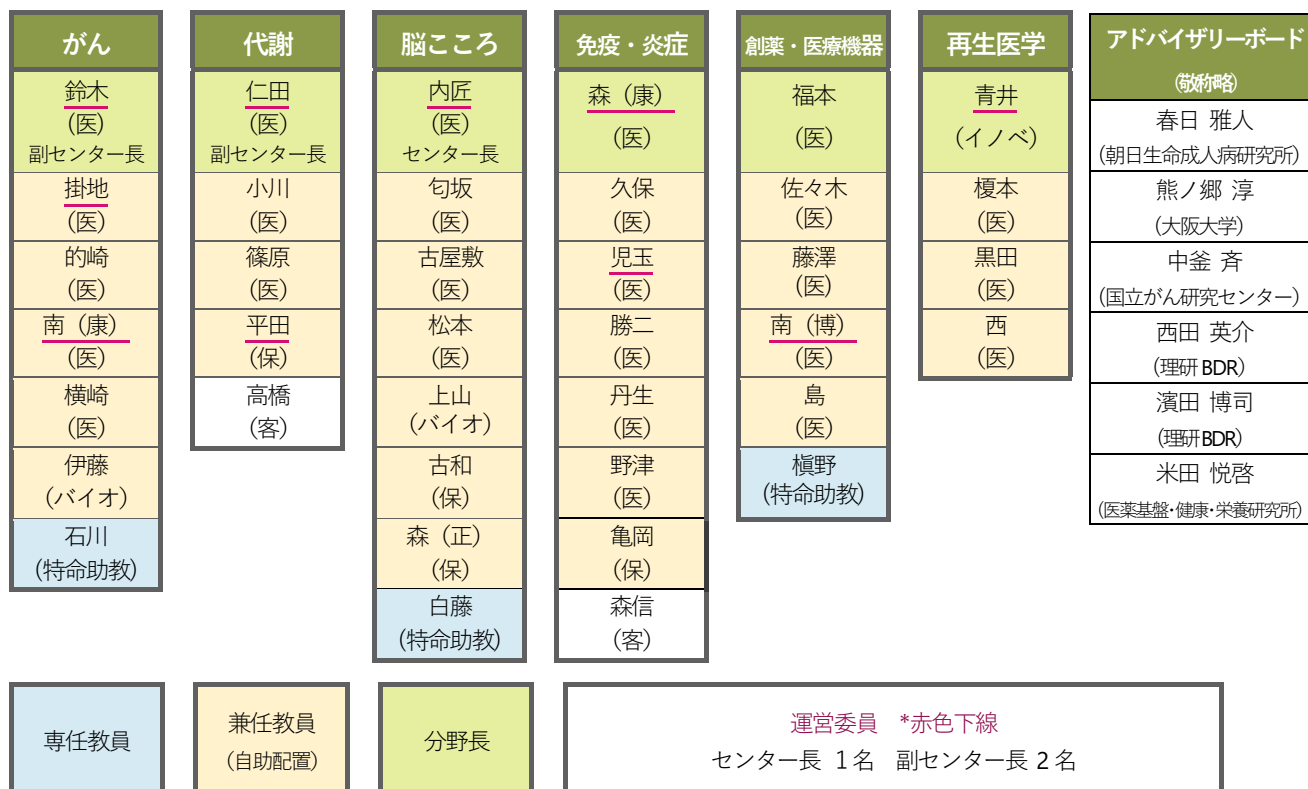 がん
鈴木
(医)
副センター長
掛地
(医)
的崎
(医)
南（康）
(医)
横崎
(医)
伊藤
(バイオ)
石川
(特命助教)
代謝
仁田
(医)
副センター長
小川
(医)
篠原
(医)
平田
(保)
高橋
(客)
脳こころ
内匠
(医)
センター長
匂坂
(医)
古屋敷
(医)
松本
(医)
上山
(バイオ)
古和
(保)
森（正）
(保)
白藤
(特命助教)
免疫・炎症
森（康）
(医)
久保
(医)
児玉
(医)
勝二
(医)
丹生
(医)
野津
(医)
亀岡
(保)
森信
(客)
創薬・医療機器
福本
(医)
佐々木
(医)
藤澤
(医)
南（博）
(医)
島
(医)
槇野
(特命助教)
再生医学
青井
(イノベ)
榎本
(医)
黒田
(医)
西
(医)
アドバイザリーボード
(敬称略)
春日 雅人
(朝日生命成人病研究所)
熊ノ郷 淳
(大阪大学)
中釜 斉
(国立がん研究センター)
西田 英介
(理研 BDR)
濱田 博司
(理研 BDR)
米田 悦啓
(医薬基盤・健康・栄養研究所)
専任教員
兼任教員
(自助配置)
分野長
運営委員 *赤色下線
センター長 1名 副センター長 2名